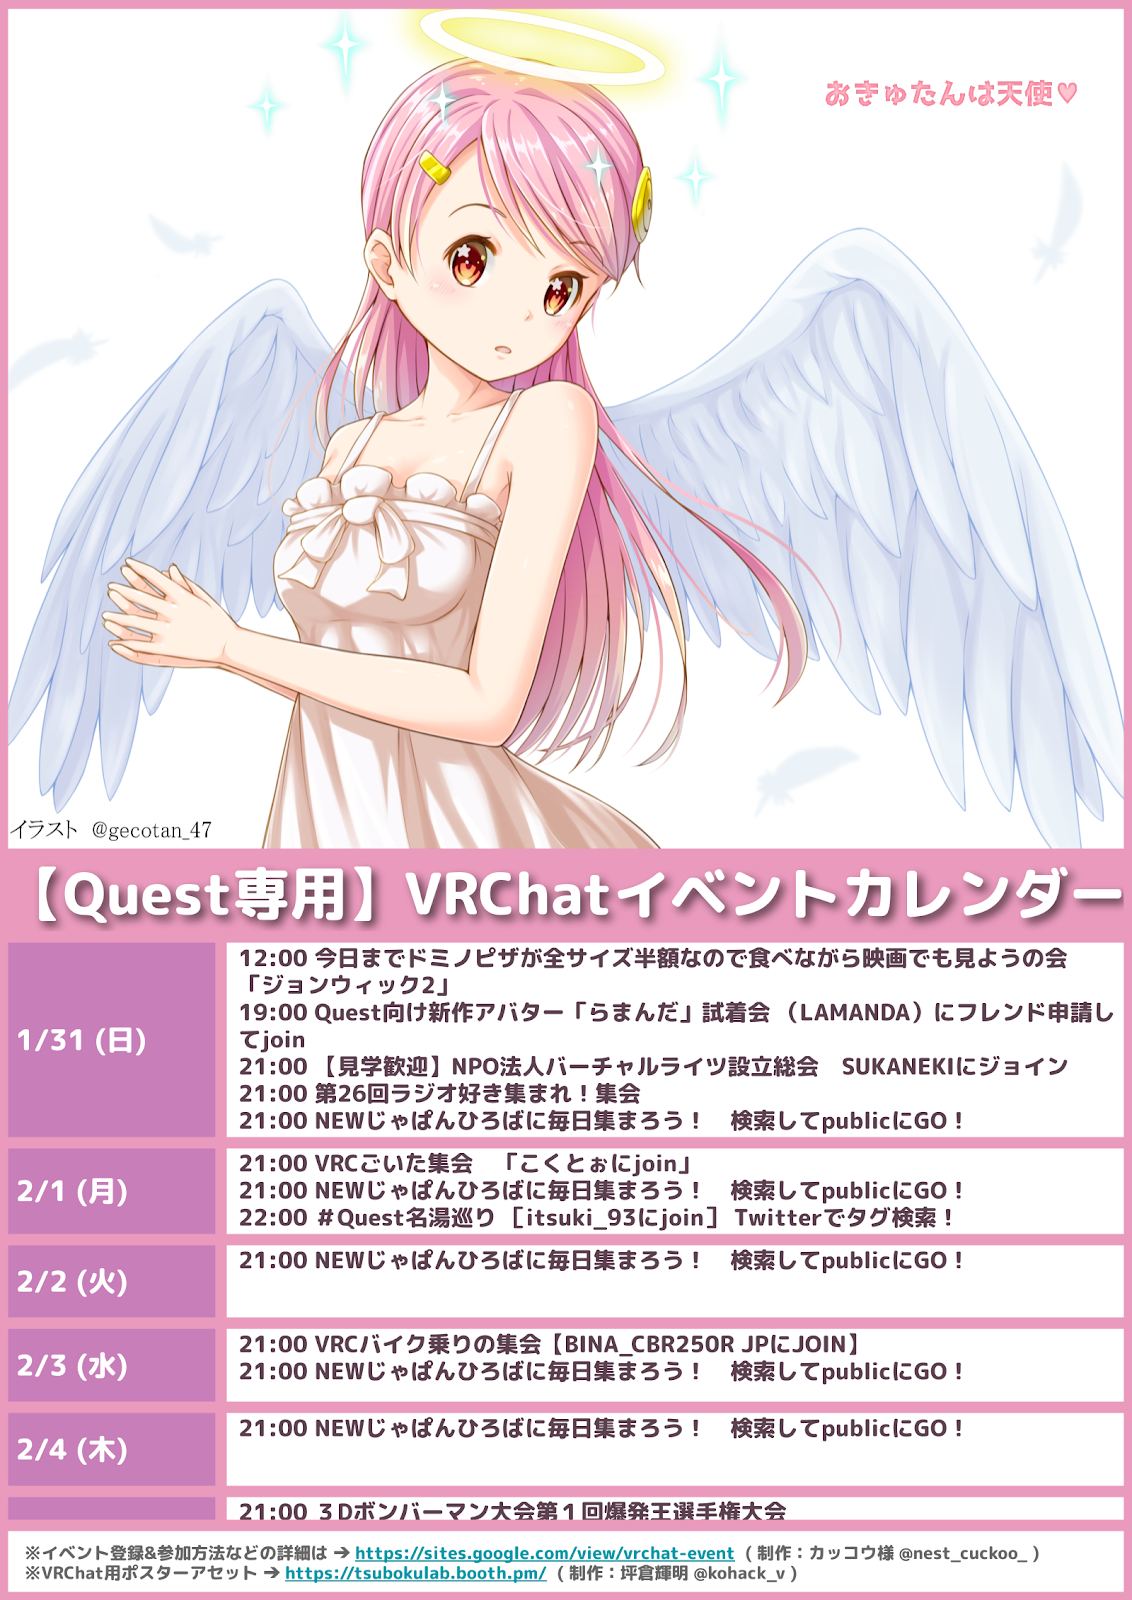 おきゅたんは天使♥
イラスト @gecotan_47
【Quest専用】VRChatイベントカレンダー
1/31 (日)
12:00 今日までドミノピザが全サイズ半額なので食べながら映画でも見ようの会
「ジョンウィック2」
19:00 Quest向け新作アバター「らまんだ」試着会 （LAMANDA）にフレンド申請し
てjoin
21:00 【見学歓迎】NPO法人バーチャルライツ設立総会　SUKANEKIにジョイン
21:00 第26回ラジオ好き集まれ！集会
21:00 NEWじゃぱんひろばに毎日集まろう！　検索してpublicにGO！
2/1 (月)
21:00 VRCごいた集会　「こくとぉにjoin」
21:00 NEWじゃぱんひろばに毎日集まろう！　検索してpublicにGO！
22:00 ＃Quest名湯巡り ［itsuki_93にjoin］ Twitterでタグ検索！
2/2 (火)
21:00 NEWじゃぱんひろばに毎日集まろう！　検索してpublicにGO！
2/3 (水)
21:00 VRCバイク乗りの集会【BINA_CBR250R JPにJOIN】
21:00 NEWじゃぱんひろばに毎日集まろう！　検索してpublicにGO！
2/4 (木)
21:00 NEWじゃぱんひろばに毎日集まろう！　検索してpublicにGO！
21:00 ３Dボンバーマン大会第１回爆発王選手権大会
※イベント登録&参加方法などの詳細は ➔ https://sites.google.com/view/vrchat-event ( 制作：カッコウ様 @nest_cuckoo_ )
※VRChat用ポスターアセット ➔ https://tsubokulab.booth.pm/ ( 制作：坪倉輝明 @kohack_v )